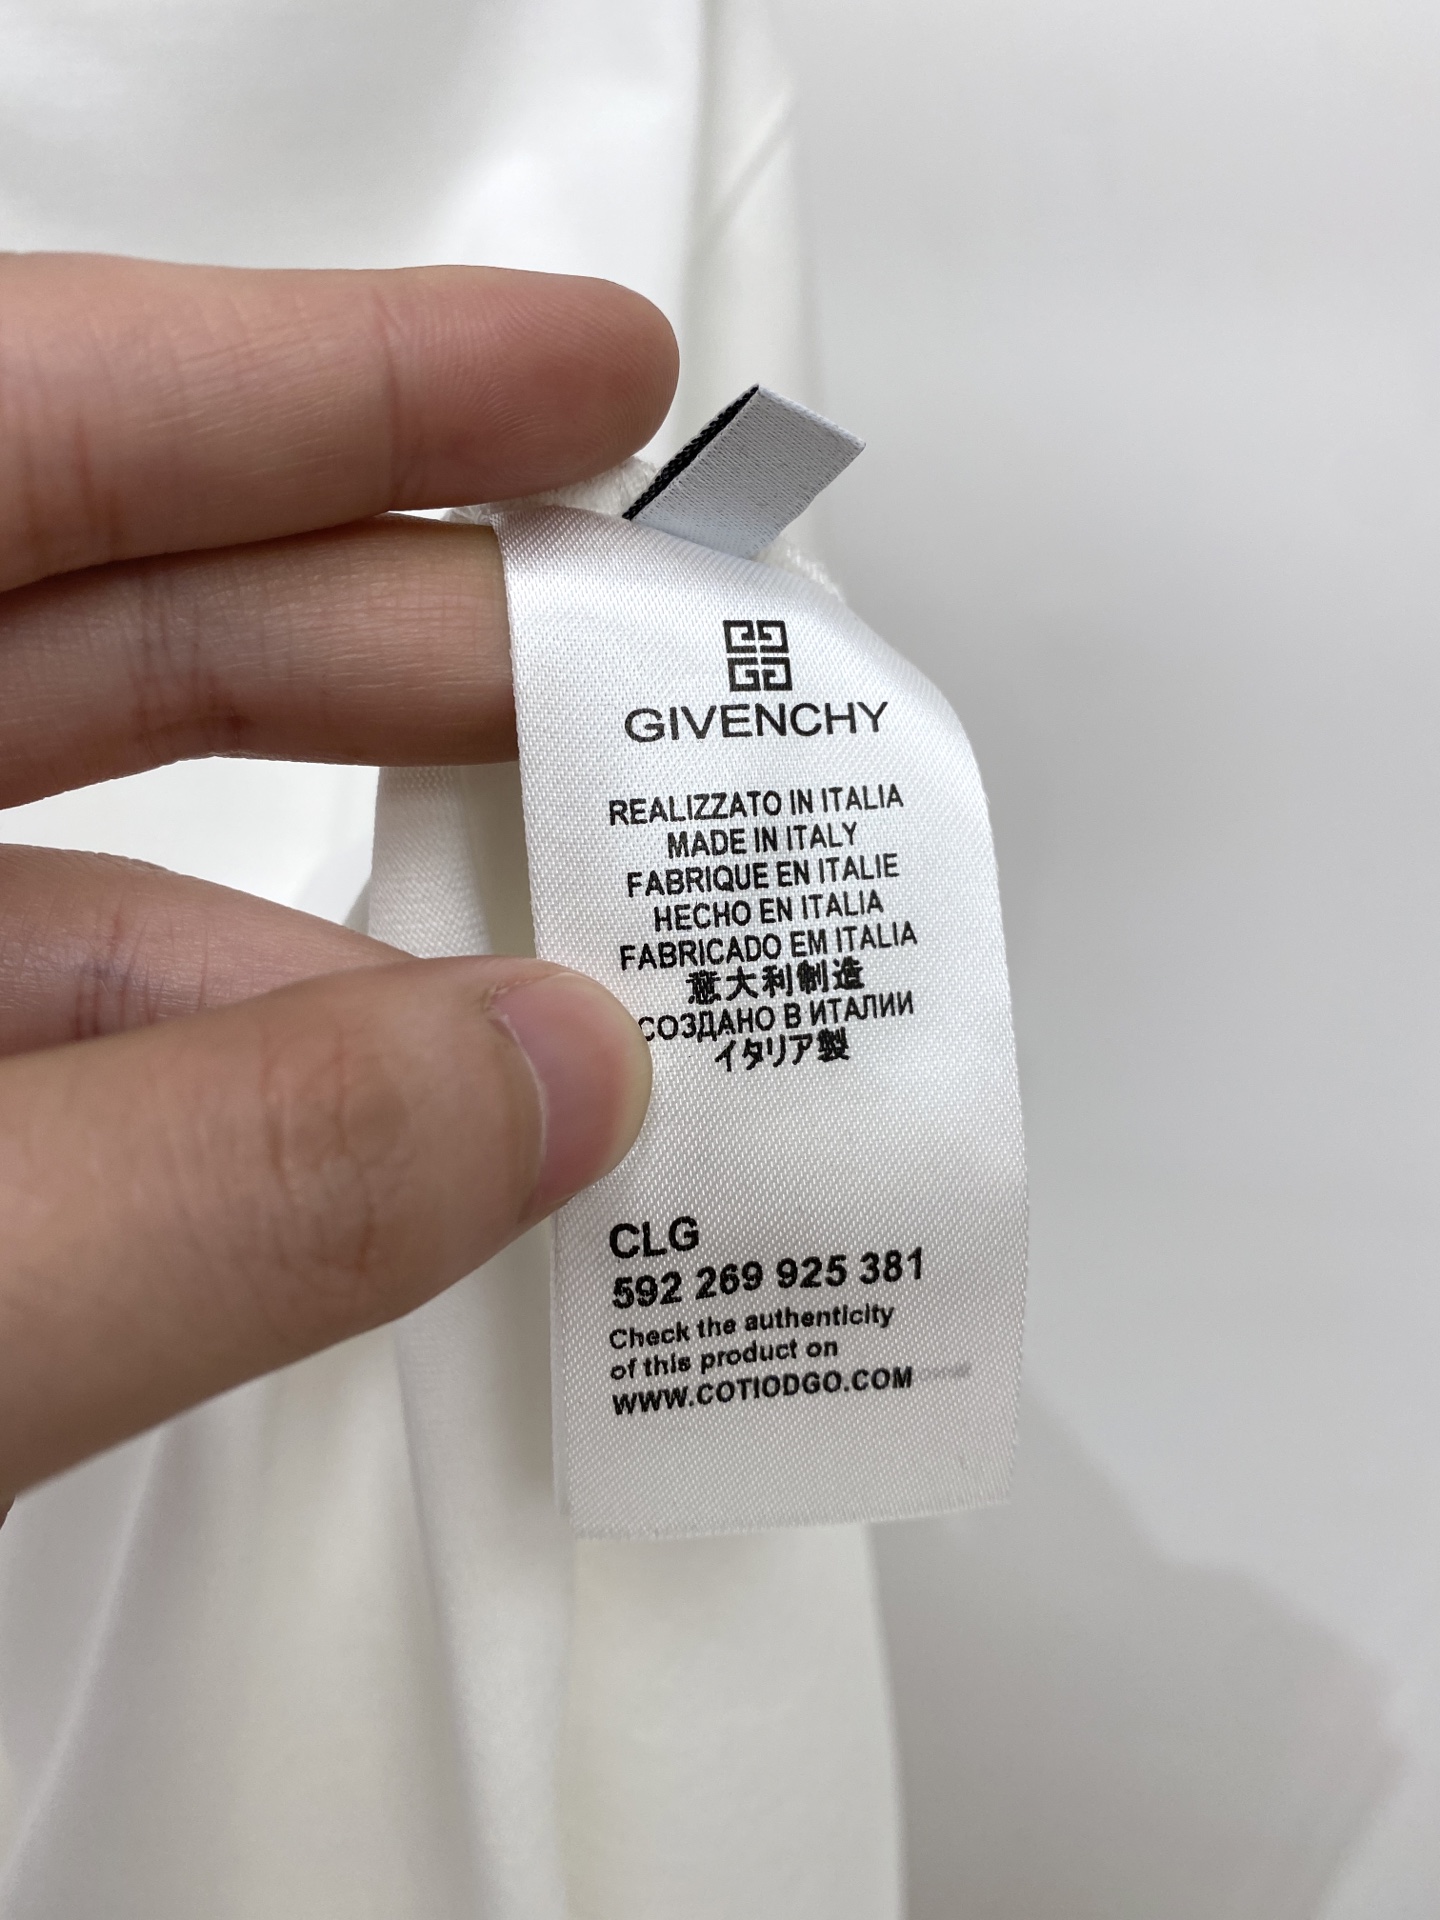 GIVENCHY
REALIZZATO IN ITALIA
MADE IN ITALY
FABRIQUE EN ITALIE
HECHO EN ITALIA
FABRICADO EM ITALIA
意大利制造
СОЗДАНО В ИТАЛИИ
イタリア製
CLG
592 269 925 381
Check the authenticity
of this product on
WWW.COTIODGO.COM